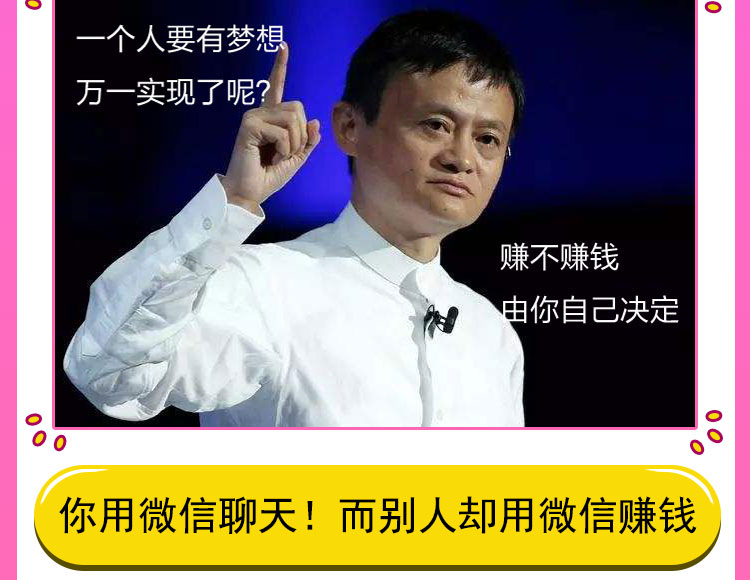 一个人要有梦想
万一实现了呢?
赚不赚钱
由你自己决定
你用微信聊天！而别人却用微信赚钱